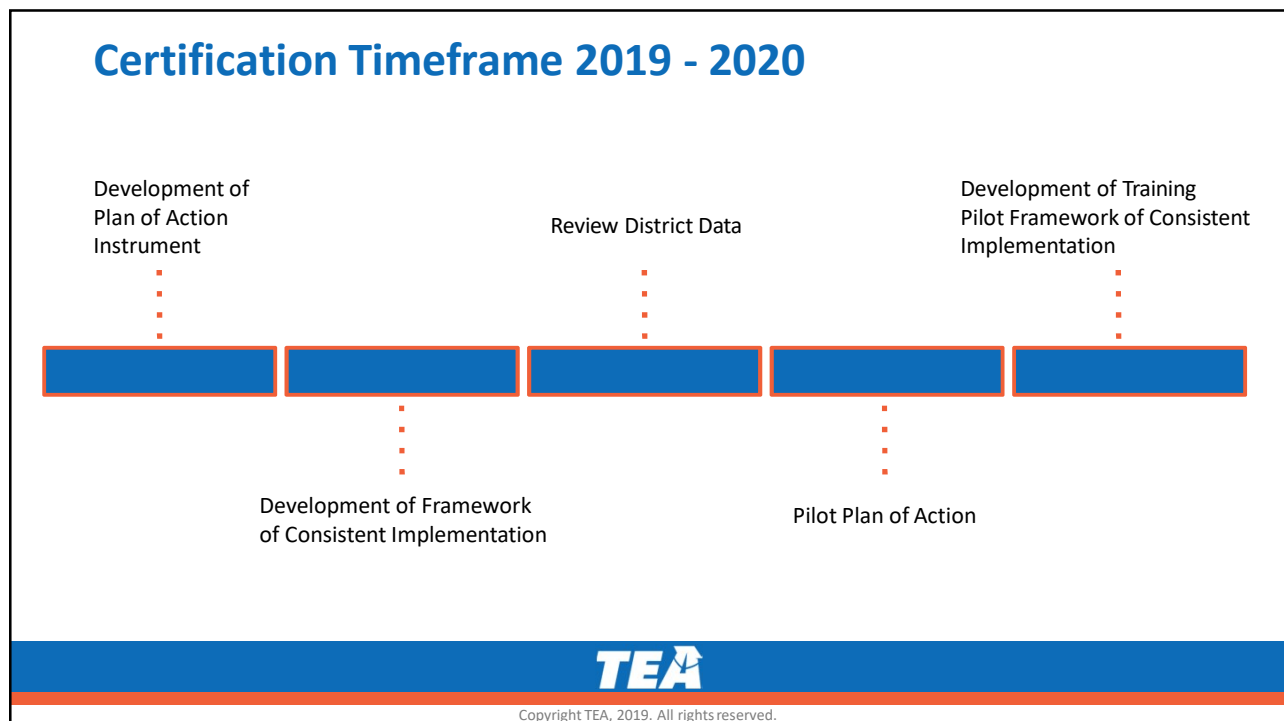 Certification Timeframe 2019 - 2020
Development of
Plan of Action
Instrument
Review District Data
Development of Training
Pilot Framework of Consistent
Implementation
Development of Framework
of Consistent Implementation
Pilot Plan of Action
TEA
Copyright TEA, 2019. All rights reserved.